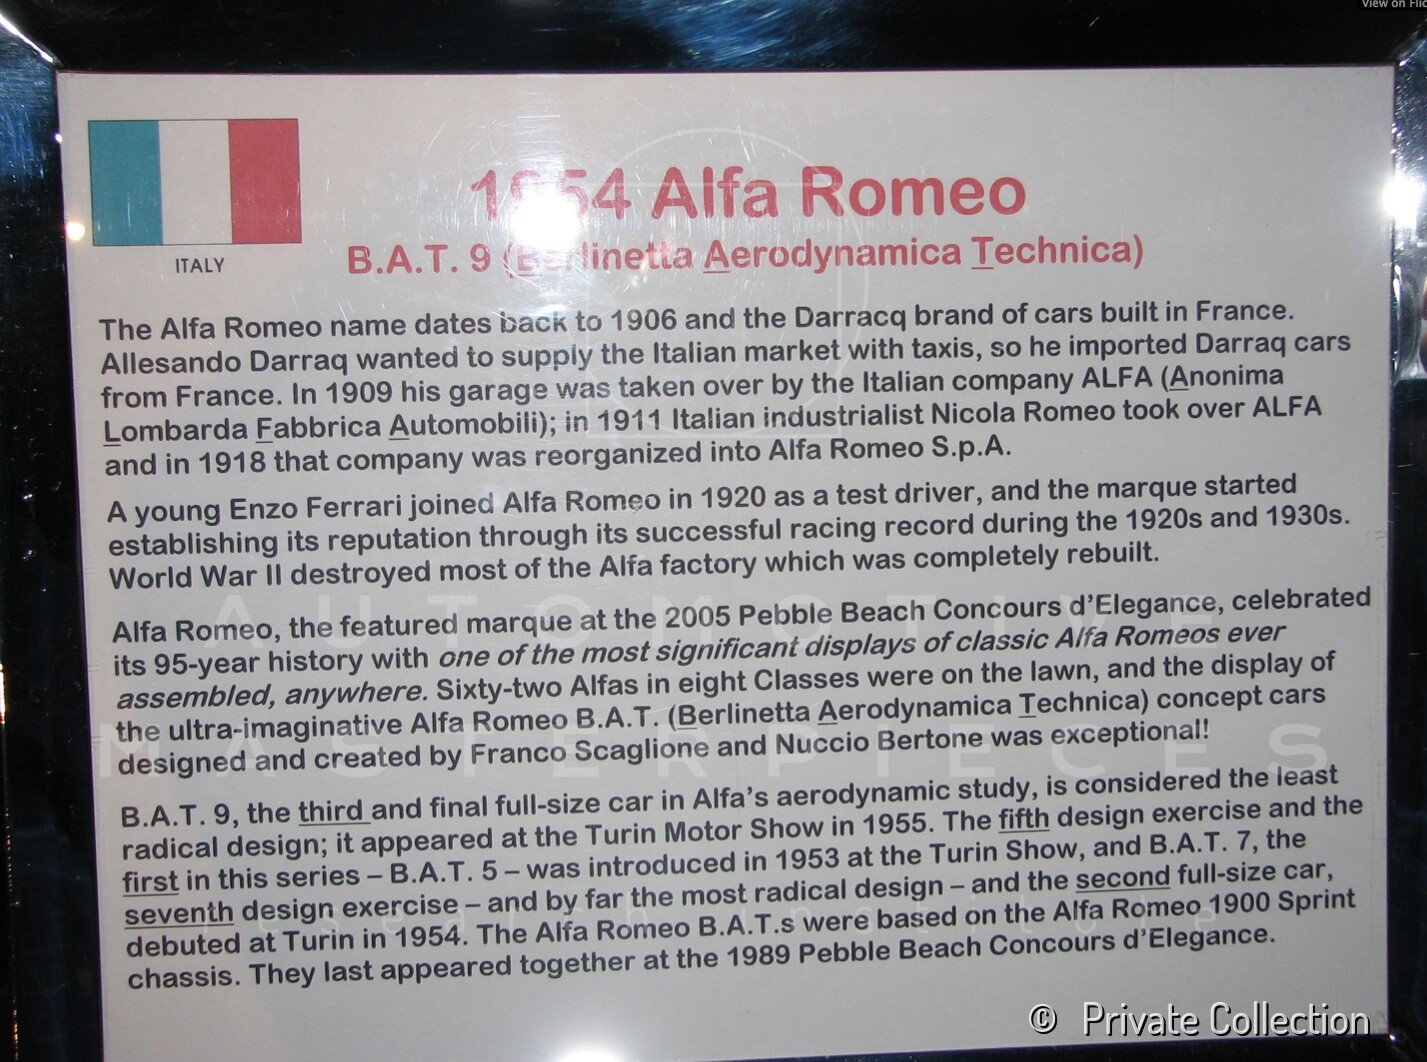 View on Flic
ITALY
1954 Alfa Romeo
B.A.T. 9 (Berlinetta Aerodynamica Technica)
The Alfa Romeo name dates back to 1906 and the Darracq brand of cars built in France.
Allesando Darraq wanted to supply the Italian market with taxis, so he imported Darraq cars
from France. In 1909 his garage was taken over by the Italian company ALFA (Anonima
Lombarda Fabbrica Automobili); in 1911 Italian industrialist Nicola Romeo took over ALFA
and in 1918 that company was reorganized into Alfa Romeo S.p.A.
A young Enzo Ferrari joined Alfa Romeo in 1920 as a test driver, and the marque started
establishing its reputation through its successful racing record during the 1920s and 1930s.
World War II destroyed most of the Alfa factory which was completely rebuilt.
Alfa Romeo, the featured marque at the 2005 Pebble Beach Concours d'Elegance, celebrated
its 95-year history with one of the most significant displays of classic Alfa Romeos ever
assembled, anywhere. Sixty-two Alfas in eight Classes were on the lawn, and the display of
the ultra-imaginative Alfa Romeo B.A.T. (Berlinetta Aerodynamica Technica) concept cars
designed and created by Franco Scaglione and Nuccio Bertone was exceptional!
B.A.T. 9, the third and final full-size car in Alfa's aerodynamic study, is considered the least
radical design; it appeared at the Turin Motor Show in 1955. The fifth design exercise and the
first in this series – B.A.T. 5 – was introduced in 1953 at the Turin Show, and B.A.T. 7, the
seventh design exercise – and by far the most radical design – and the second full-size car,
debuted at Turin in 1954. The Alfa Romeo B.A.T.s were based on the Alfa Romeo 1900 Sprint
chassis. They last appeared together at the 1989 Pebble Beach Concours d'Elegance.
AUTOMOTIVE
MASTERPIECES
research institute
© Private Collection